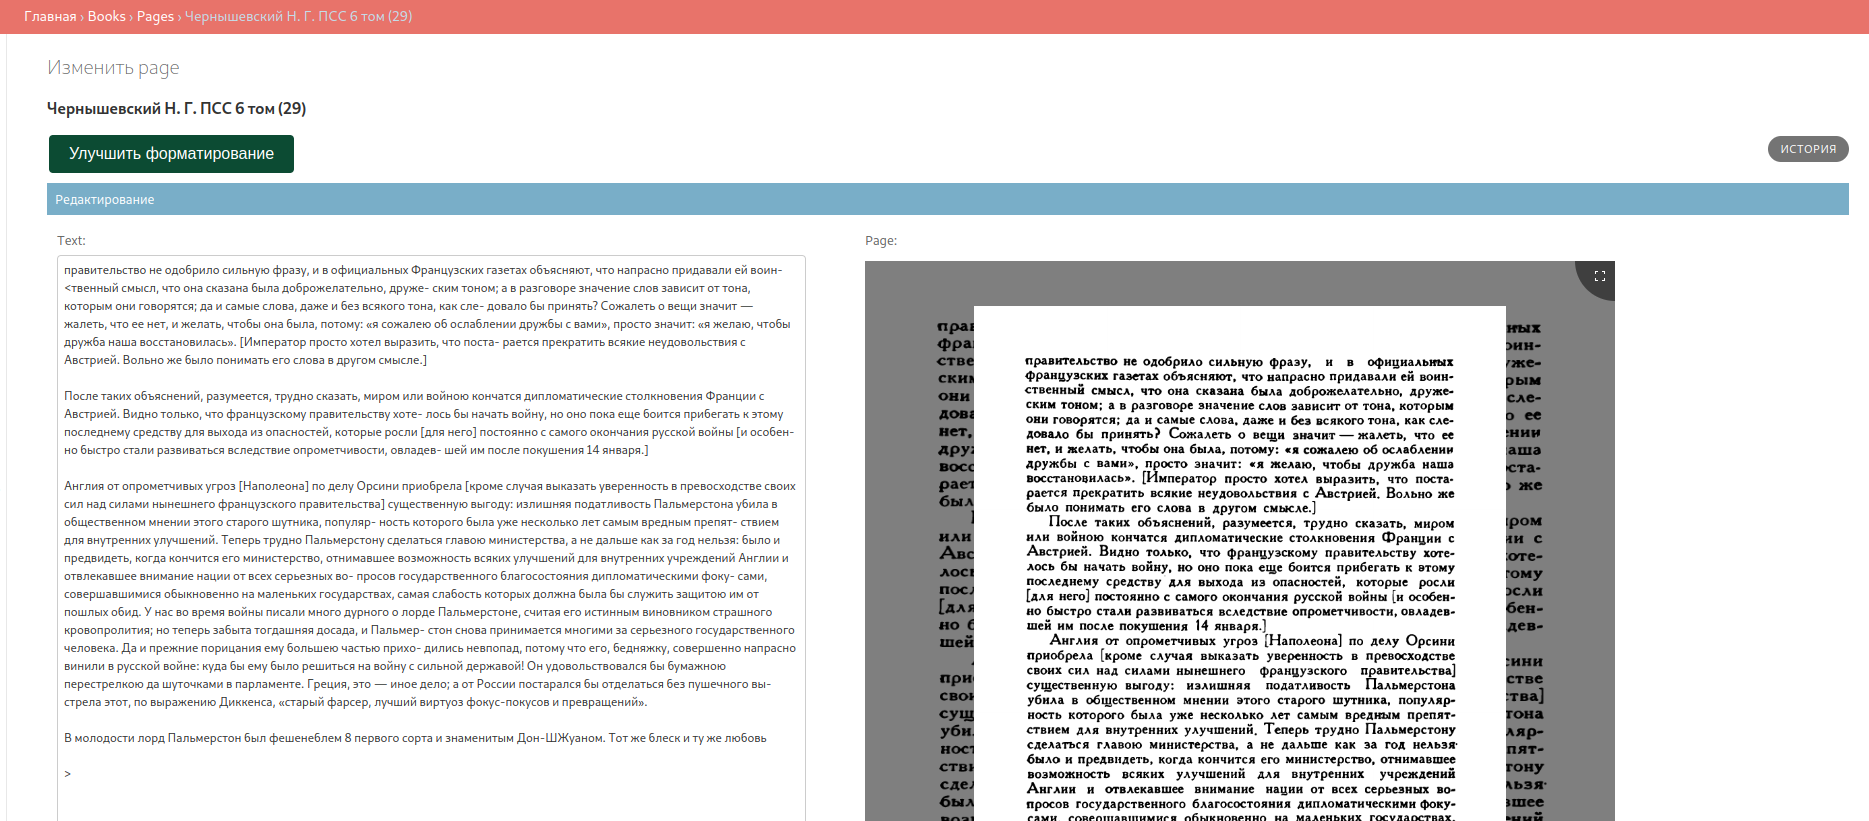 Главная › Books › Pages › Чернышевский Н. Г. ПСС 6 том (29)
Изменить page
Чернышевский Н. Г. ПСС 6 том (29)
Улучшить форматирование
ИСТОРИЯ
Редактирование
Text:
правительство не одобрило сильную фразу, и в официальных Французских газетах объясняют, что напрасно придавали ей воин-
<твенный смысл, что она сказана была доброжелательно, друже- ским тоном; а в разговоре значение слов зависит от тона,
которым они говорятся; да и самые слова, даже и без всякого тона, как сле- довало бы принять? Сожалеть о вещи значит —
жалеть, что ее нет, и желать, чтобы она была, потому: «я сожалею об ослаблении дружбы с вами», просто значит: «я желаю, чтобы
дружба наша восстановилась». [Император просто хотел выразить, что поста- рается прекратить всякие неудовольствия с
Австрией. Вольно же было понимать его слова в другом смысле.]
После таких объяснений, разумеется, трудно сказать, миром или войною кончатся дипломатические столкновения Франции с
Австрией. Видно только, что французскому правительству хоте- лось бы начать войну, но оно пока еще боится прибегать к этому
последнему средству для выхода из опасностей, которые росли [для него] постоянно с самого окончания русской войны [и особен-
но быстро стали развиваться вследствие опрометчивости, овладев- шей им после покушения 14 января.]
Англия от опрометчивых угроз [Наполеона] по делу Орсини приобрела [кроме случая выказать уверенность в превосходстве своих
сил над силами нынешнего французского правительства] существенную выгоду: излишняя податливость Пальмерстона убила в
общественном мнении этого старого шутника, популяр- ность которого была уже несколько лет самым вредным препят- ствием
для внутренних улучшений. Теперь трудно Пальмерстону сделаться главою министерства, а не дальше как за год нельзя: было и
предвидеть, когда кончится его министерство, отнимавшее возможность всяких улучшений для внутренних учреждений Англии и
отвлекавшее внимание нации от всех серьезных во- просов государственного благосостояния дипломатическими фоку- сами,
совершавшимися обыкновенно на маленьких государствах, самая слабость которых должна была бы служить защитою им от
пошлых обид. У нас во время войны писали много дурного о лорде Пальмерстоне, считая его истинным виновником страшного
кровопролития; но теперь забыта тогдашняя досада, и Пальмер- стон снова принимается многими за серьезного государственного
человека. Да и прежние порицания ему большею частью прихо- дились невпопад, потому что его, бедняжку, совершенно напрасно
винили в русской войне: куда бы ему было решиться на войну с сильной державой! Он удовольствовался бы бумажною
перестрелкою да шуточками в парламенте. Греция, это — иное дело; а от России постарался бы отделаться без пушечного вы-
стрела этот, по выражению Диккенса, «старый фарсер, лучший виртуоз фокус-покусов и превращений».
В молодости лорд Пальмерстон был фешенеблем 8 первого сорта и знаменитым Дон-ШЖуаном. Тот же блеск и ту же любовь
>
Page:
правительство не одобрило сильную фразу, и в официальных
французских газетах объясняют, что напрасно придавали ей воин-
ственный смысл, что она сказана была доброжелательно, друже-
ским тоном; а в разговоре значение слов зависит от тона, которым
они говорятся; да и самые слова, даже и без всякого тона, как сле-
довало бы принять? Сожалеть о вещи значит — жалеть, что ее
нет, и желать, чтобы она была, потому: «я сожалею об ослаблении
дружбы с вами», просто значит: «я желаю, чтобы дружба наша
восстановилась». [Император просто хотел выразить, что поста-
рается прекратить всякие неудовольствия с Австрией. Вольно же
было понимать его слова в другом смысле.]
После таких объяснений, разумеется, трудно сказать, миром
или войною кончатся дипломатические столкновения Франции с
Австрией. Видно только, что французскому правительству хоте-
лось бы начать войну, но оно пока еще боится прибегать к этому
последнему средству для выхода из опасностей, которые росли
[для него] постоянно с самого окончания русской войны [и особен-
но быстро стали развиваться вследствие опрометчивости, овладев-
шей им после покушения 14 января.]
Англия от опрометчивых угроз [Наполеона] по делу Орсини
приобрела [кроме случая выказать уверенность в превосходстве
своих сил над силами нынешнего французского правительства]
существенную выгоду: излишняя податливость Пальмерстона
убила в общественном мнении этого старого шутника, популяр-
ность которого была уже несколько лет самым вредным препят-
ствием для внутренних улучшений. Теперь трудно Пальмерстону
сделаться главою министерства, а не дальше как за год нельзя
было и предвидеть, когда кончится его министерство, отнимавшее
возможность всяких улучшений для внутренних учреждений
Англии и отвлекавшее внимание нации от всех серьезных во-
просов государственного благосостояния дипломатическими фоку-
сами, совершавшимися обыкновенно на маленьких государствах,